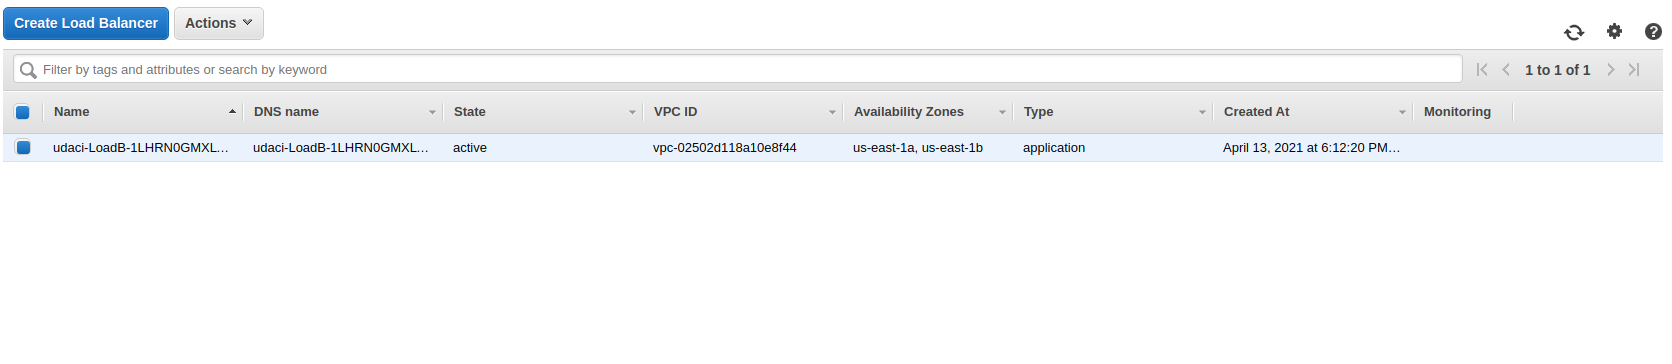 Create Load Balancer Actions
Filter by tags and attributes or search by keyword 1 to 1 of 1
Name DNS name State VPC ID Availability Zones Type Created At Monitoring
udaci-LoadB-1LHRN0GMXL... udaci-LoadB-1LHRN0GMXL... active vpc-02502d118a10e8f44 us-east-1a, us-east-1b application April 13, 2021 at 6:12:20 PM...